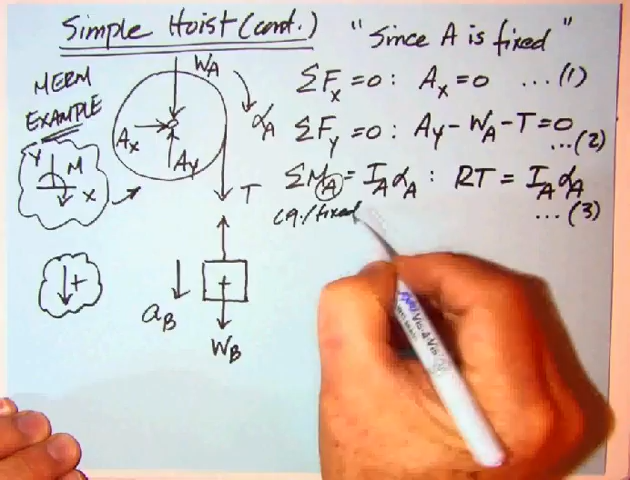 Simple Hoist (cont.)
"Since A is fixed"
MERM
EXAMPLE
W_A
α_A
A_x
A_y
T
Y
M
X
+
a_B
W_B
ΣF_x = 0 : A_x = 0 ...(1)
ΣF_y = 0 : A_y - W_A - T = 0
...(2)
ΣM_A = I_A α_A : RT = I_A α_A
...(3)
cg/fixed